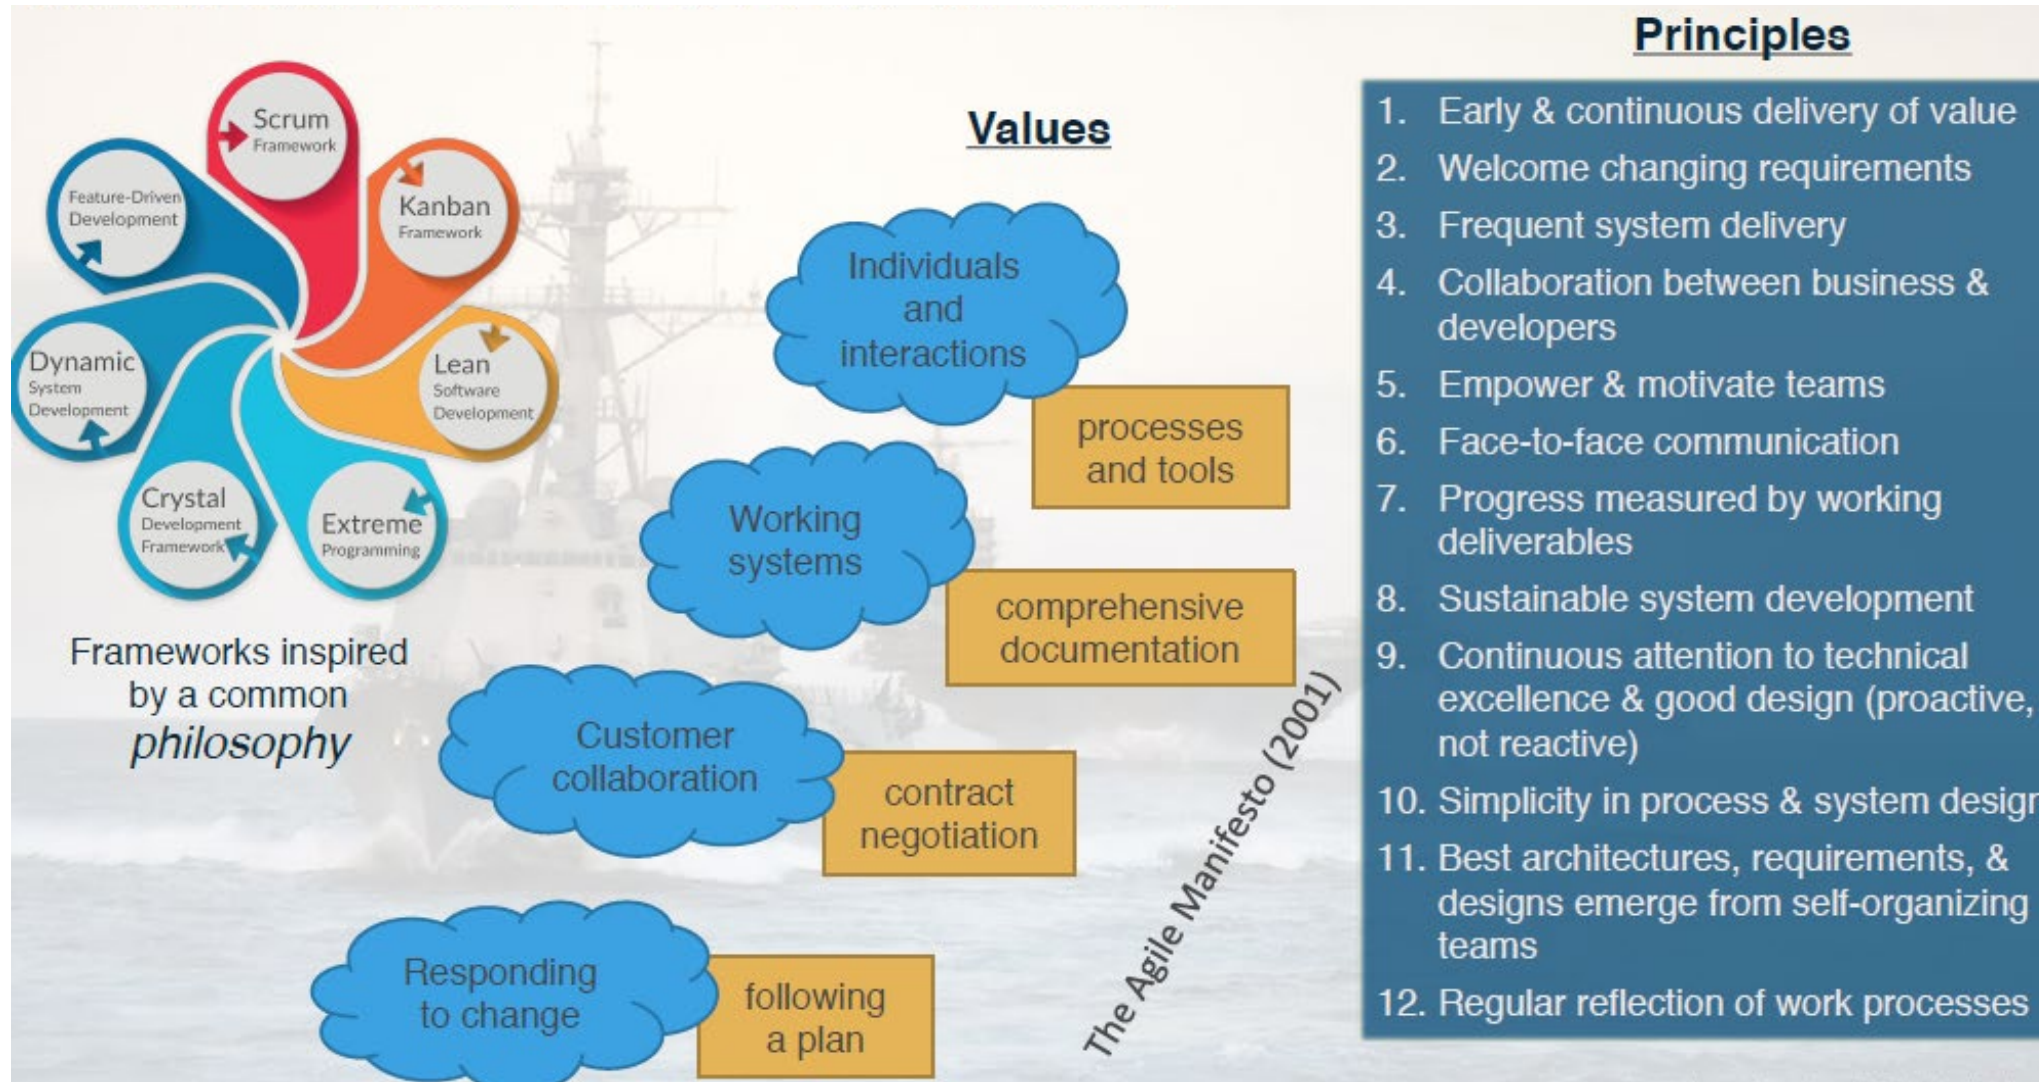 Scrum
Framework
Kanban
Framework
Lean
Software
Development
Extreme
Programming
Crystal
Development
Framework
Dynamic
System
Development
Feature-Driven
Development
Frameworks inspired
by a common
philosophy
Values
Individuals
and
interactions
processes
and tools
Working
systems
comprehensive
documentation
Customer
collaboration
contract
negotiation
Responding
to change
following
a plan
The Agile Manifesto (2001)
Principles
1. Early & continuous delivery of value
2. Welcome changing requirements
3. Frequent system delivery
4. Collaboration between business &
developers
5. Empower & motivate teams
6. Face-to-face communication
7. Progress measured by working
deliverables
8. Sustainable system development
9. Continuous attention to technical
excellence & good design (proactive,
not reactive)
10. Simplicity in process & system design
11. Best architectures, requirements, &
designs emerge from self-organizing
teams
12. Regular reflection of work processes